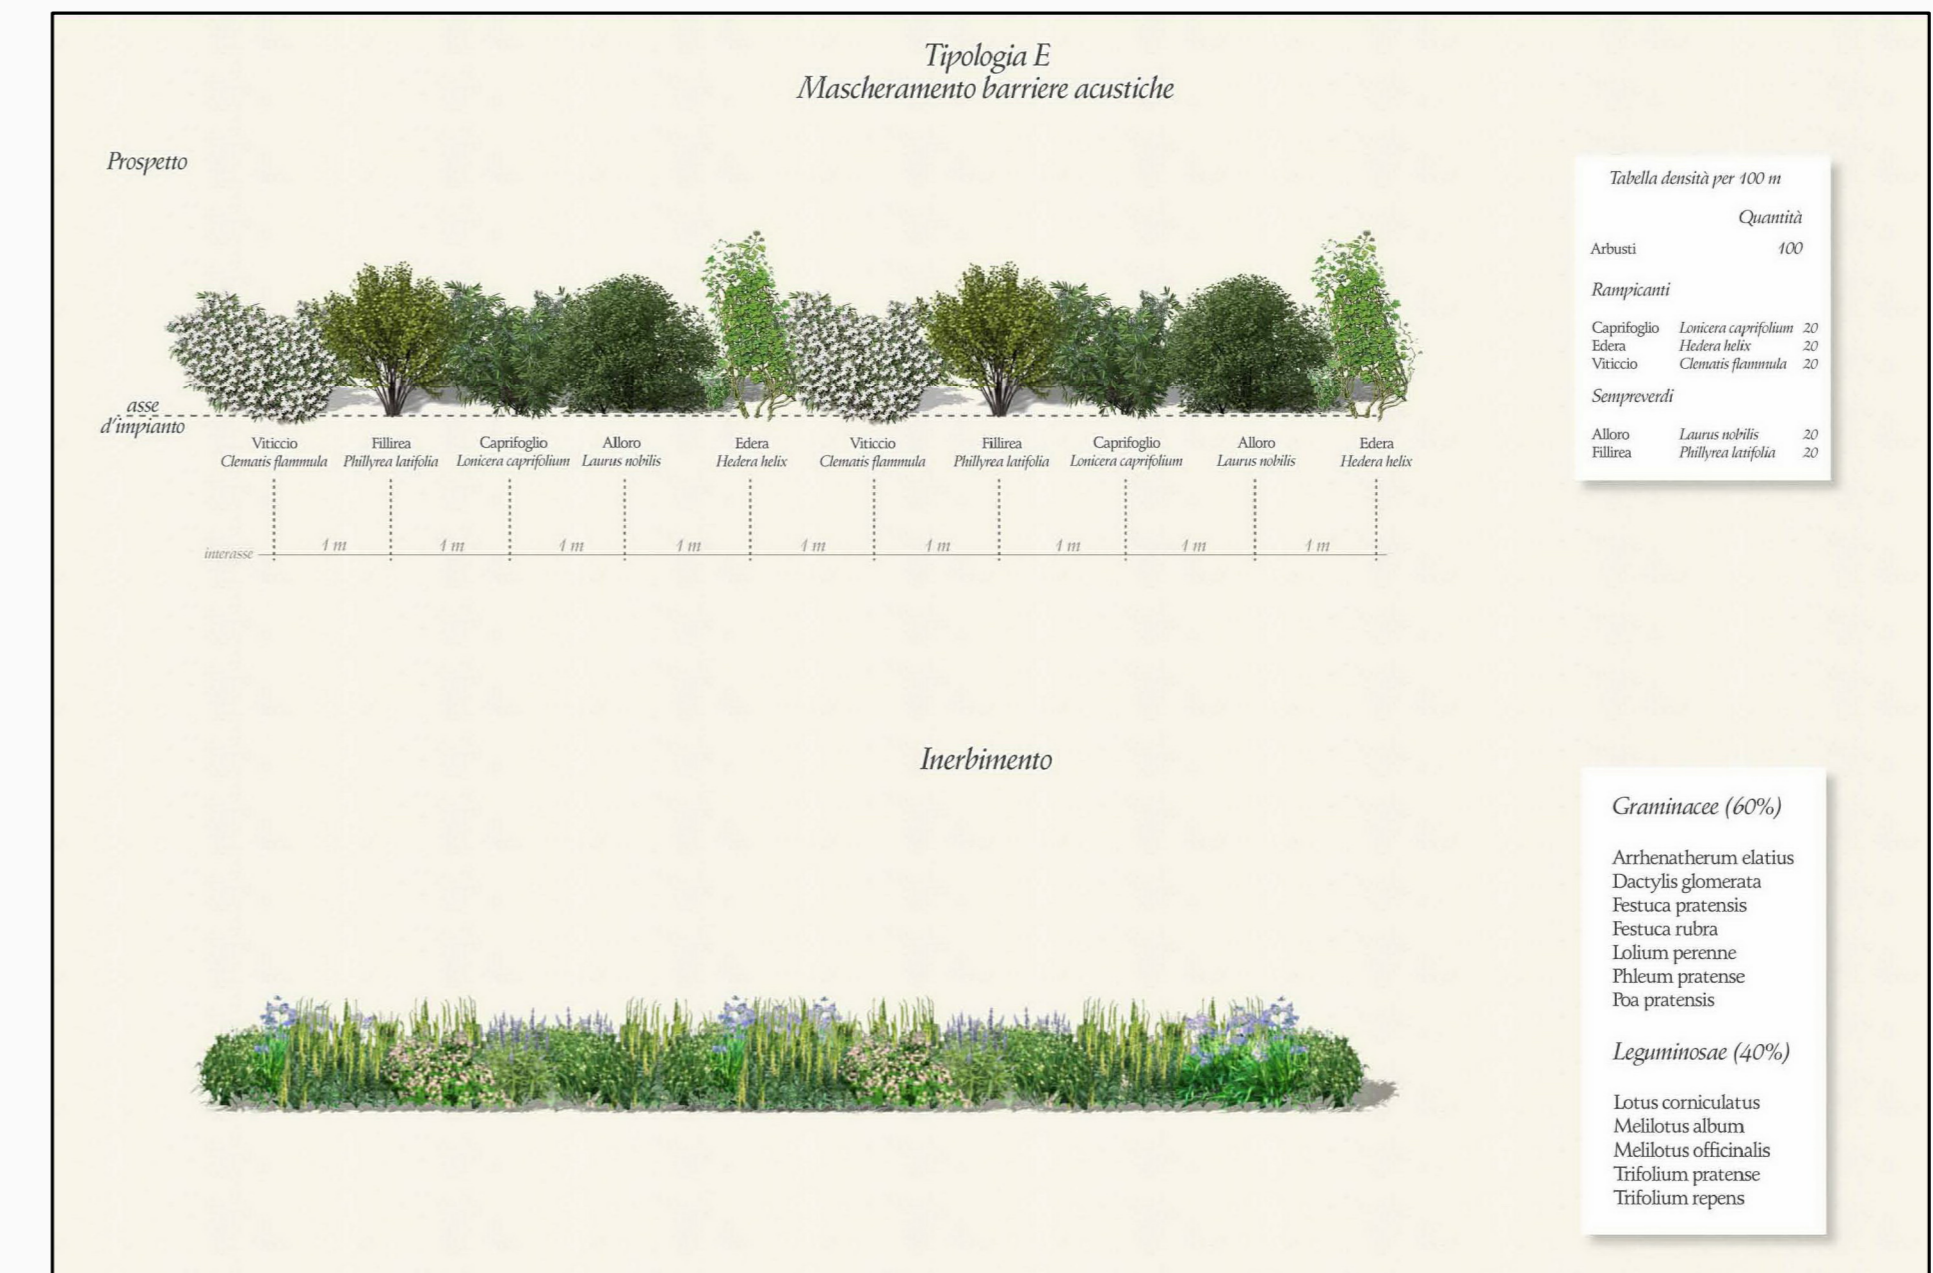 Tipologia E
Mascheramento barriere acustiche
Prospetto
asse
d'impianto
Viticcio Fillirea Caprifoglio Alloro Edera Viticcio Fillirea Caprifoglio Alloro Edera
Clematis flammula Phillyrea latifolia Lonicera caprifolium Laurus nobilis Hedera helix Clematis flammula Phillyrea latifolia Lonicera caprifolium Laurus nobilis Hedera helix
interasse 1 m 1 m 1 m 1 m 1 m 1 m 1 m 1 m 1 m
Tabella densità per 100 m
Quantità
Arbusti 100
Rampicanti
Caprifoglio Lonicera caprifolium 20
Edera Hedera helix 20
Viticcio Clematis flammula 20
Sempreverdi
Alloro Laurus nobilis 20
Fillirea Phillyrea latifolia 20
Inerbimento
Graminacee (60%)
Arrhenatherum elatius
Dactylis glomerata
Festuca pratensis
Festuca rubra
Lolium perenne
Phleum pratense
Poa pratensis
Leguminosae (40%)
Lotus corniculatus
Melilotus album
Melilotus officinalis
Trifolium pratense
Trifolium repens